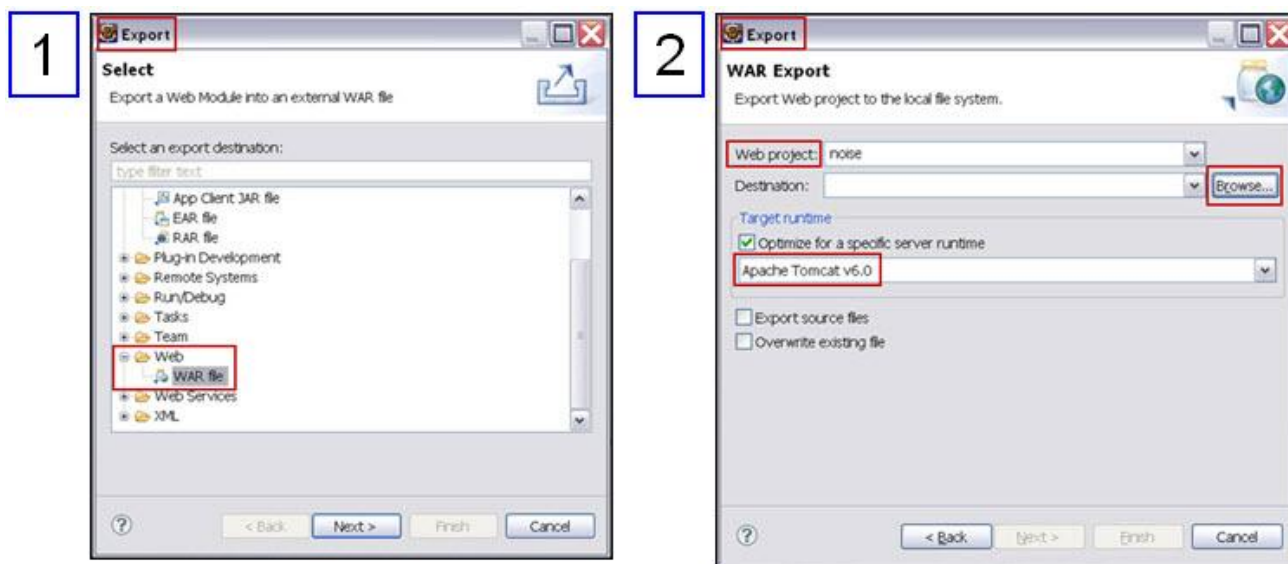 1
Export
Select
Export a Web Module into an external WAR file
Select an export destination:
type filter text
App Client JAR file
EAR file
RAR file
Plug-in Development
Remote Systems
Run/Debug
Tasks
Team
Web
WAR file
Web Services
XML
? < Back Next > Finish Cancel
2
Export
WAR Export
Export Web project to the local file system.
Web project: noise
Destination: Browse...
Target runtime
Optimize for a specific server runtime
Apache Tomcat v6.0
Export source files
Overwrite existing file
? < Back Next > Finish Cancel